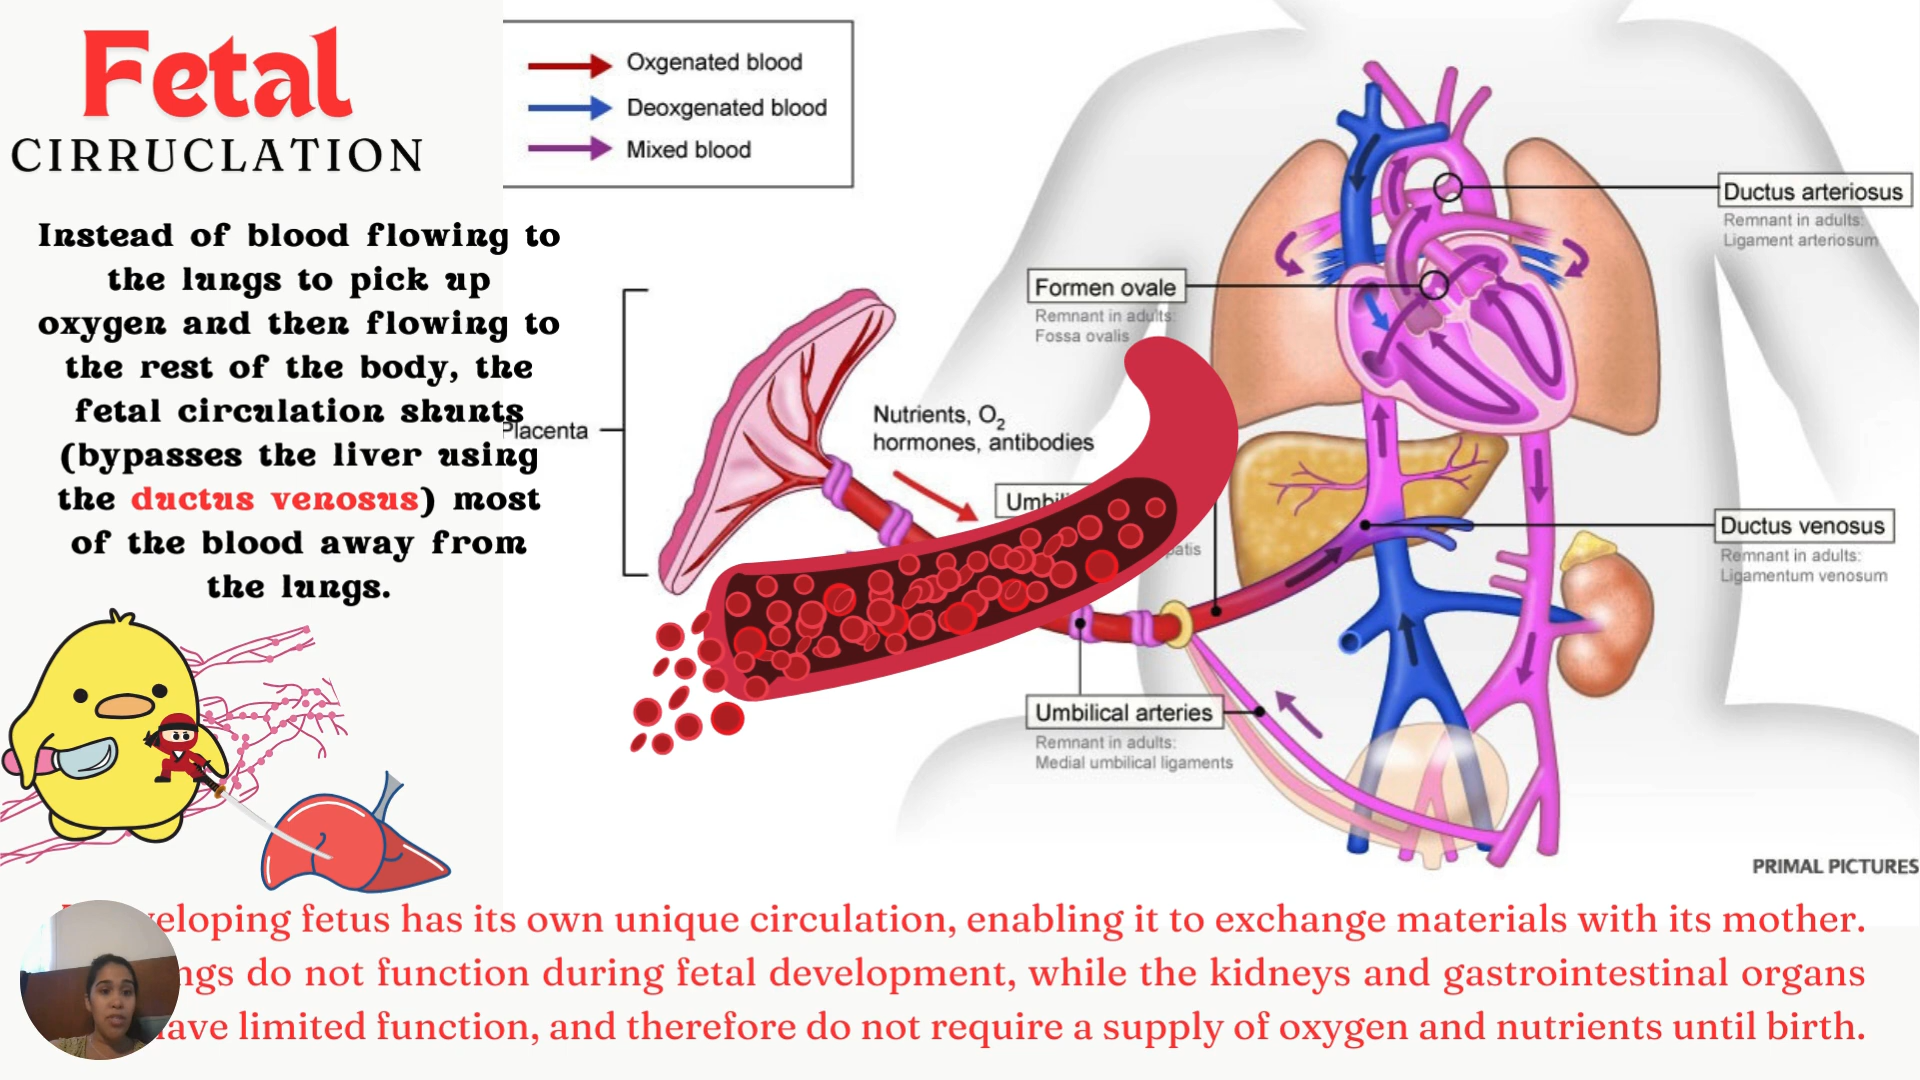 Fetal
CIRRUCLATION
Instead of blood flowing to
the lungs to pick up
oxygen and then flowing to
the rest of the body, the
fetal circulation shunts
(bypasses the liver using
the ductus venosus) most
of the blood away from
the lungs.
Oxgenated blood
Deoxgenated blood
Mixed blood
Ductus arteriosus
Remnant in adults:
Ligament arteriosum
Formen ovale
Remnant in adults:
Fossa ovalis
Placenta
Nutrients, O2
hormones, antibodies
Ductus venosus
Remnant in adults:
Ligamentum venosum
Umbilical arteries
Remnant in adults:
Medial umbilical ligaments
PRIMAL PICTURES
fetus has its own unique circulation, enabling it to exchange materials with its mother.
do not function during fetal development, while the kidneys and gastrointestinal organs
have limited function, and therefore do not require a supply of oxygen and nutrients until birth.